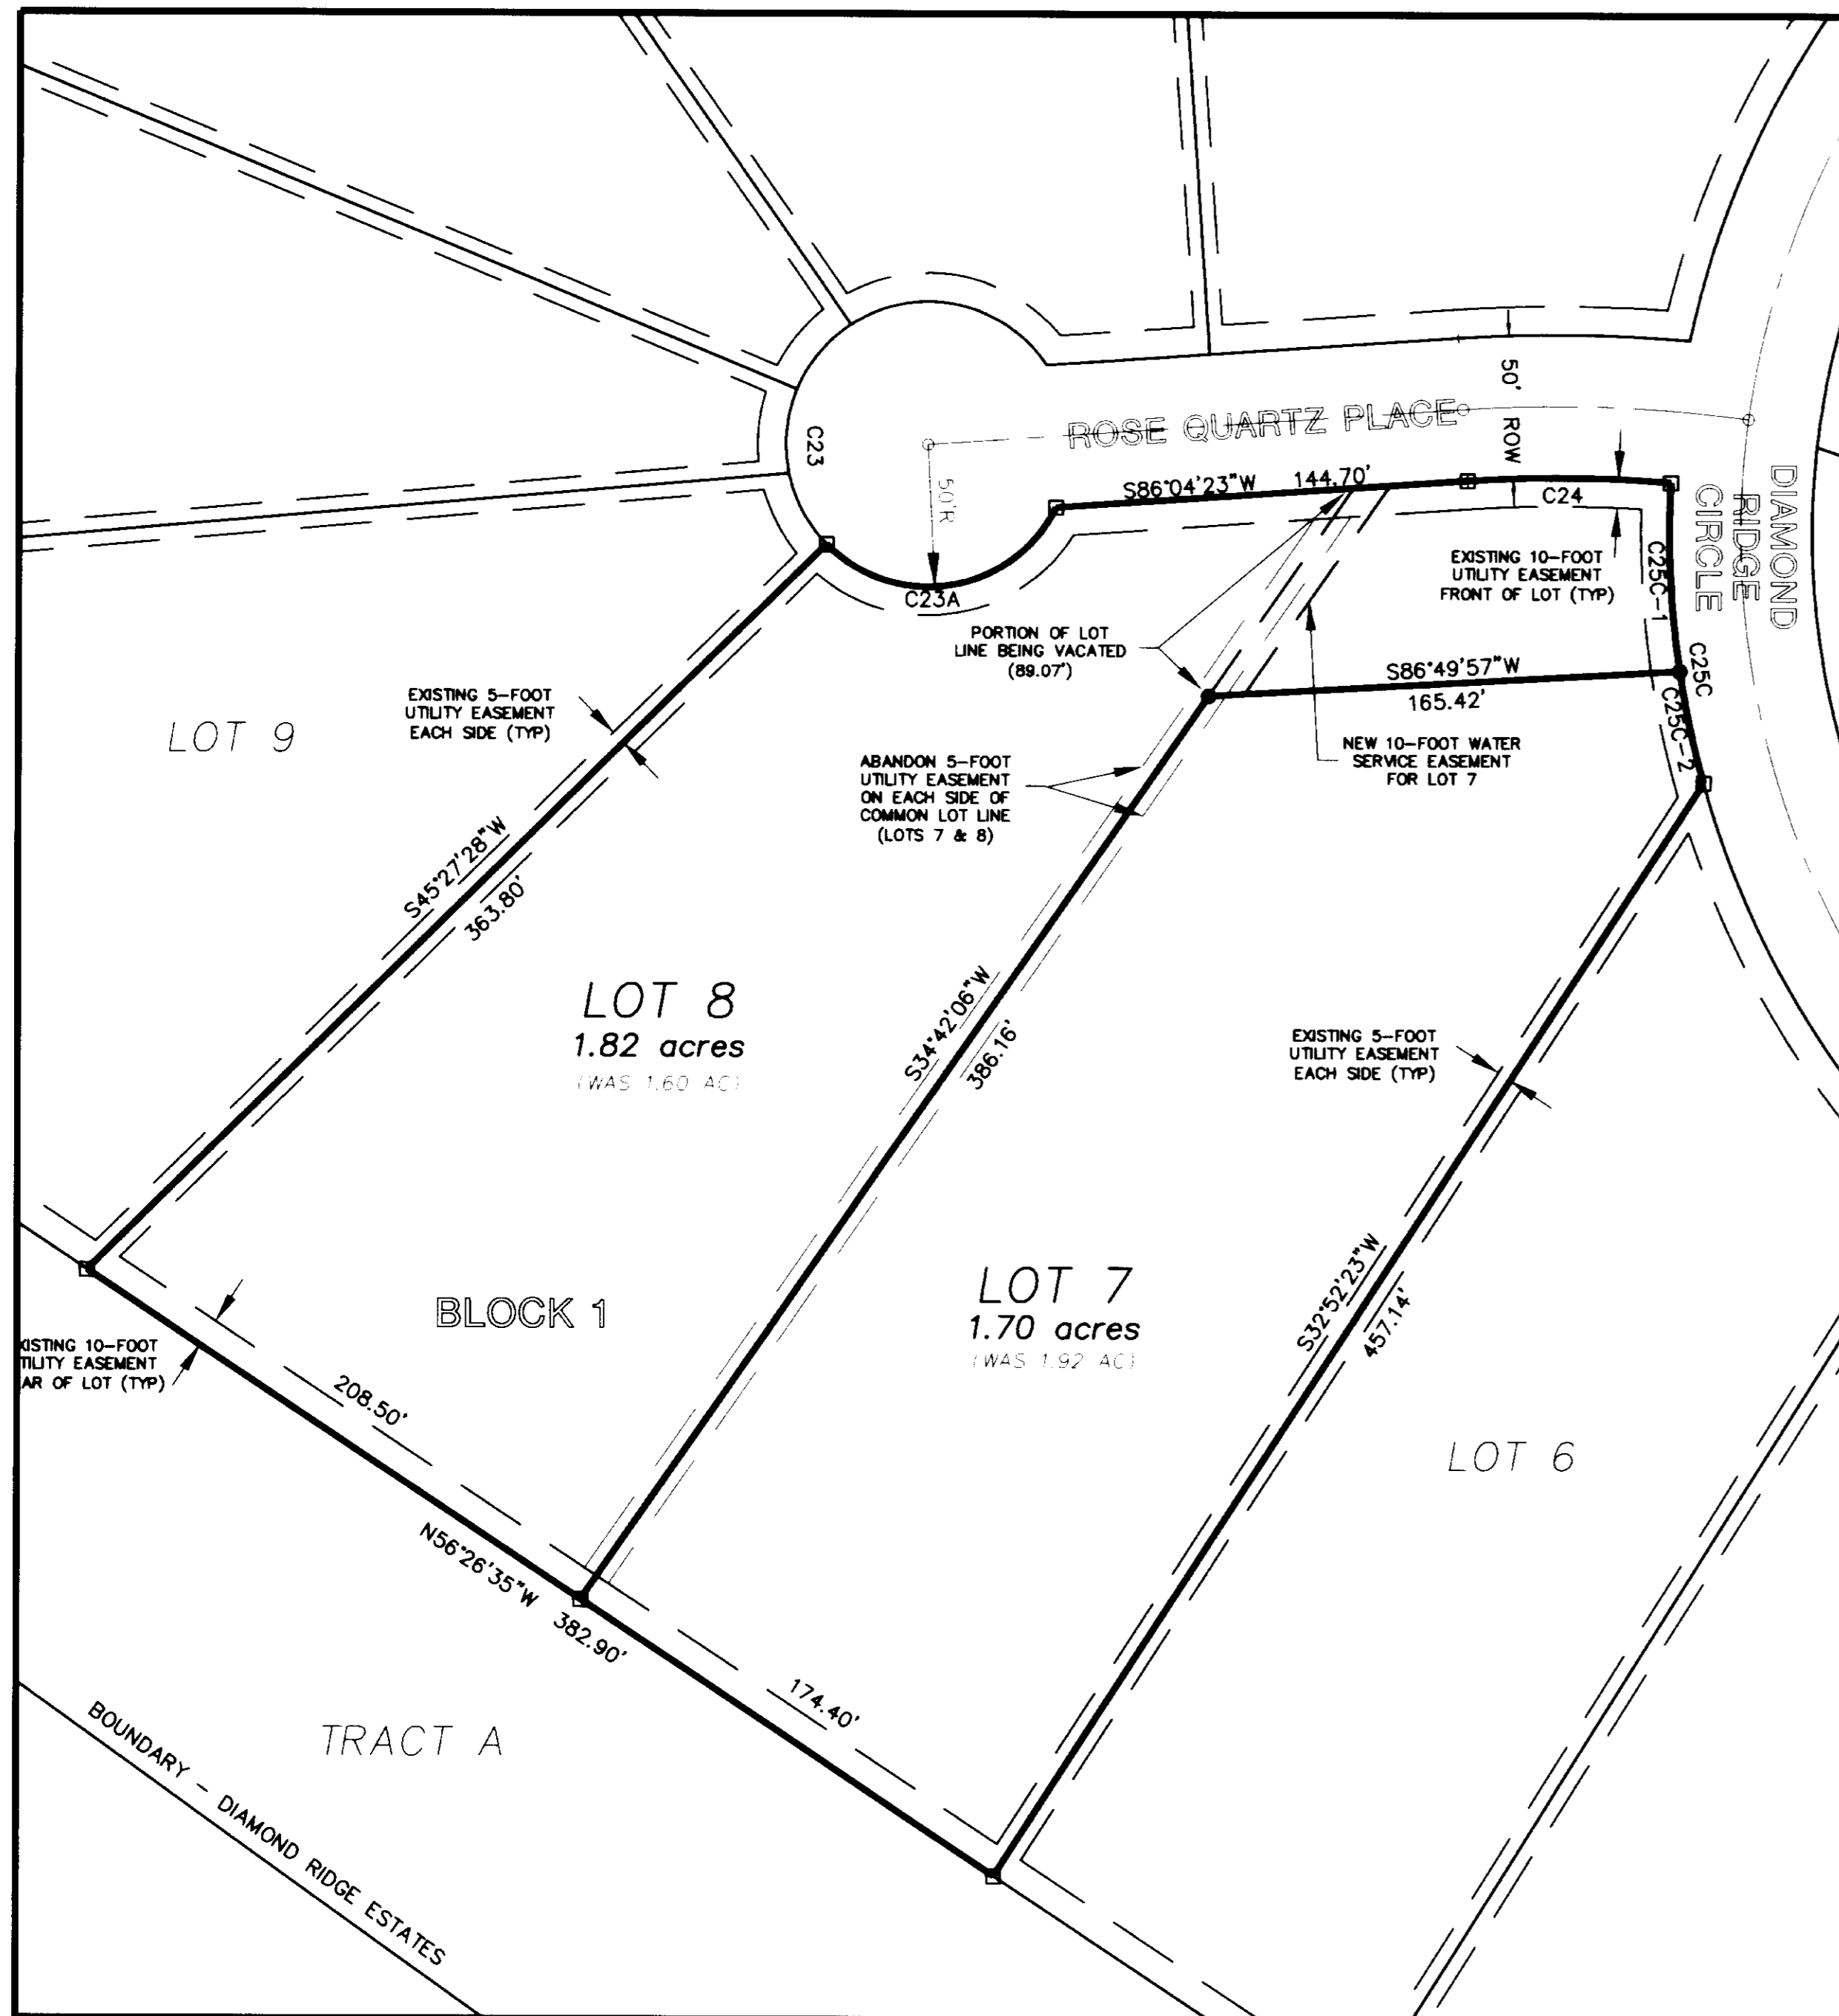 C23
50'R
ROSE QUARTZ PLACE
50' ROW
S86°04'23"W 144.70'
C24
C23A
DIAMOND
RIDGE
CIRCLE
EXISTING 10-FOOT
UTILITY EASEMENT
FRONT OF LOT (TYP)
C25C-1
C25C
C25C-2
PORTION OF LOT
LINE BEING VACATED
(89.07')
S86°49'57"W
165.42'
NEW 10-FOOT WATER
SERVICE EASEMENT
FOR LOT 7
LOT 9
EXISTING 5-FOOT
UTILITY EASEMENT
EACH SIDE (TYP)
ABANDON 5-FOOT
UTILITY EASEMENT
ON EACH SIDE OF
COMMON LOT LINE
(LOTS 7 & 8)
S45°27'28"W
363.80'
LOT 8
1.82 acres
(WAS 1.60 AC)
S34°42'06"W
386.16'
EXISTING 5-FOOT
UTILITY EASEMENT
EACH SIDE (TYP)
BLOCK 1
LOT 7
1.70 acres
(WAS 1.92 AC)
S32°52'23"W
457.14'
XISTING 10-FOOT
TILITY EASEMENT
AR OF LOT (TYP)
208.50'
LOT 6
N56°26'35"W 382.90'
174.40'
TRACT A
BOUNDARY - DIAMOND RIDGE ESTATES